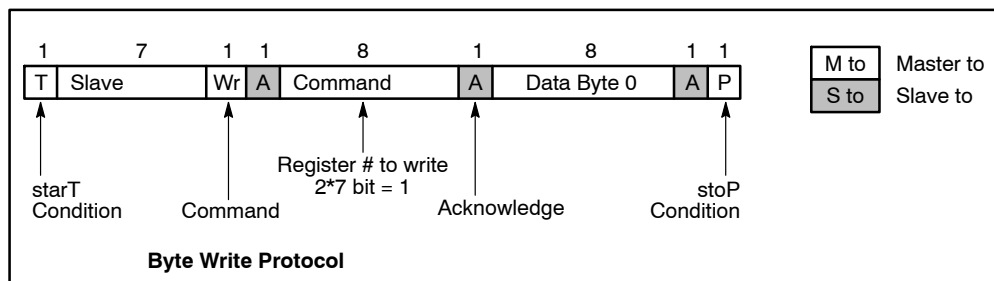 1 7 1 1 8 1 8 1 1
T Slave Wr A Command A Data Byte 0 A P
M to Master to
S to Slave to
Register # to write
2*7 bit = 1
starT
Condition
Command
Acknowledge
stoP
Condition
Byte Write Protocol